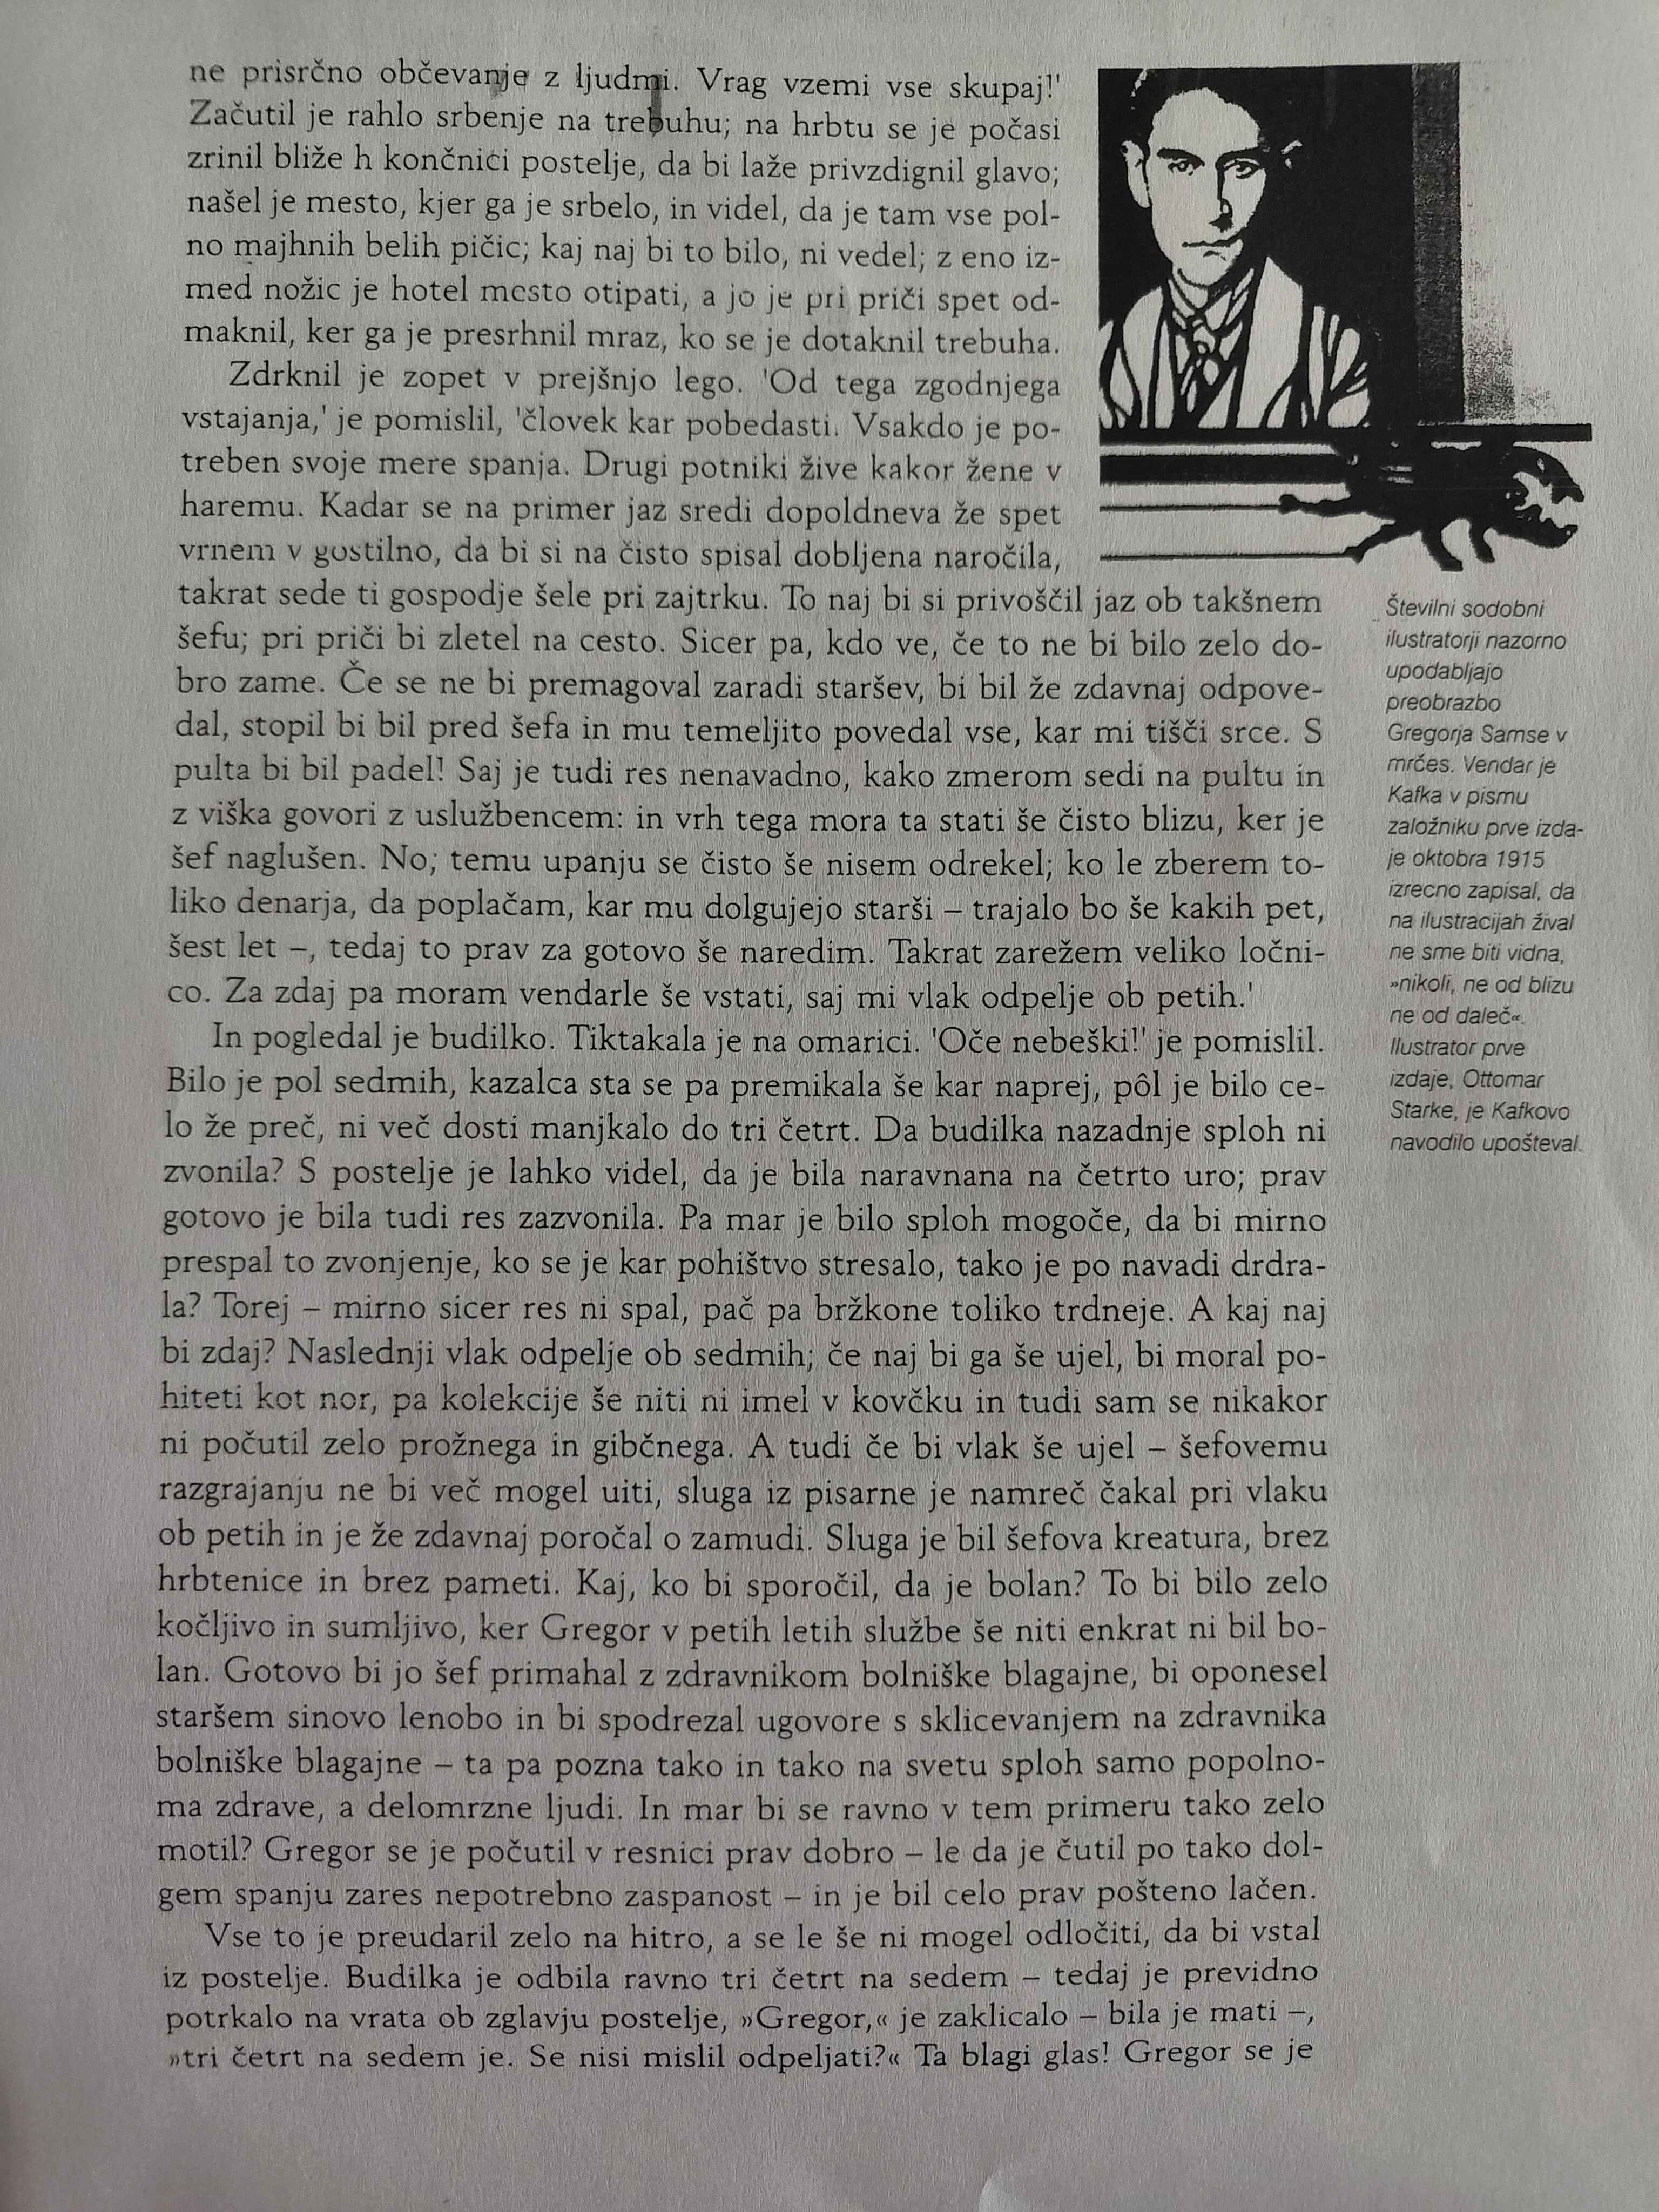 ne prisrčno občevanje z ljudmi. Vrag vzemi vse skupaj!'
Začutil je rahlo srbenje na trebuhu; na hrbtu se je počasi
zrinil bliže h končnici postelje, da bi laže privzdignil glavo;
našel je mesto, kjer ga je srbelo, in videl, da je tam vse pol-
no majhnih belih pičic; kaj naj bi to bilo, ni vedel; z eno iz-
med nožic je hotel mesto otipati, a jo je pri priči spet od-
maknil, ker ga je presrhnil mraz, ko se je dotaknil trebuha.
Zdrknil je zopet v prejšnjo lego. 'Od tega zgodnjega
vstajanja,' je pomislil, 'človek kar pobedasti. Vsakdo je po-
treben svoje mere spanja. Drugi potniki žive kakor žene v
haremu. Kadar se na primer jaz sredi dopoldneva že spet
vrnem v gostilno, da bi si na čisto spisal dobljena naročila,
takrat sede ti gospodje šele pri zajtrku. To naj bi si privoščil jaz ob takšnem
šefu; pri priči bi zletel na cesto. Sicer pa, kdo ve, če to ne bi bilo zelo do-
bro zame. Če se ne bi premagoval zaradi staršev, bi bil že zdavnaj odpove-
dal, stopil bi bil pred šefa in mu temeljito povedal vse, kar mi tišči srce. S
pulta bi bil padel! Saj je tudi res nenavadno, kako zmerom sedi na pultu in
z viška govori z uslužbencem: in vrh tega mora ta stati še čisto blizu, ker je
šef naglušen. No, temu upanju se čisto še nisem odrekel; ko le zberem to-
liko denarja, da poplačam, kar mu dolgujejo starši – trajalo bo še kakih pet,
šest let –, tedaj to prav za gotovo še naredim. Takrat zarežem veliko ločni-
co. Za zdaj pa moram vendarle še vstati, saj mi vlak odpelje ob petih.'
In pogledal je budilko. Tiktakala je na omarici. 'Oče nebeški!' je pomislil.
Bilo je pol sedmih, kazalca sta se pa premikala še kar naprej, pôl je bilo ce-
lo že preč, ni več dosti manjkalo do tri četrt. Da budilka nazadnje sploh ni
zvonila? S postelje je lahko videl, da je bila naravnana na četrto uro; prav
gotovo je bila tudi res zazvonila. Pa mar je bilo sploh mogoče, da bi mirno
prespal to zvonjenje, ko se je kar pohištvo stresalo, tako je po navadi drdra-
la? Torej – mirno sicer res ni spal, pač pa bržkone toliko trdneje. A kaj naj
bi zdaj? Naslednji vlak odpelje ob sedmih; če naj bi ga še ujel, bi moral po-
hiteti kot nor, pa kolekcije še niti ni imel v kovčku in tudi sam se nikakor
ni počutil zelo prožnega in gibčnega. A tudi če bi vlak še ujel – šefovemu
razgrajanju ne bi več mogel uiti, sluga iz pisarne je namreč čakal pri vlaku
ob petih in je že zdavnaj poročal o zamudi. Sluga je bil šefova kreatura, brez
hrbtenice in brez pameti. Kaj, ko bi sporočil, da je bolan? To bi bilo zelo
kočljivo in sumljivo, ker Gregor v petih letih službe še niti enkrat ni bil bo-
lan. Gotovo bi jo šef primahal z zdravnikom bolniške blagajne, bi oponesel
staršem sinovo lenobo in bi spodrezal ugovore s sklicevanjem na zdravnika
bolniške blagajne – ta pa pozna tako in tako na svetu sploh samo popolno-
ma zdrave, a delomrzne ljudi. In mar bi se ravno v tem primeru tako zelo
motil? Gregor se je počutil v resnici prav dobro – le da je čutil po tako dol-
gem spanju zares nepotrebno zaspanost – in je bil celo prav pošteno lačen.
Vse to je preudaril zelo na hitro, a se le še ni mogel odločiti, da bi vstal
iz postelje. Budilka je odbila ravno tri četrt na sedem – tedaj je previdno
potrkalo na vrata ob zglavju postelje, »Gregor,« je zaklicalo – bila je mati –,
»tri četrt na sedem je. Se nisi mislil odpeljati?« Ta blagi glas! Gregor se je
Številni sodobni
ilustratorji nazorno
upodabljajo
preobrazbo
Gregorja Samse v
mrčes. Vendar je
Kafka v pismu
založniku prve izda-
je oktobra 1915
izrecno zapisal, da
na ilustracijah žival
ne sme biti vidna,
»nikoli, ne od blizu
ne od daleč«.
Ilustrator prve
izdaje, Ottomar
Starke, je Kafkovo
navodilo upošteval.